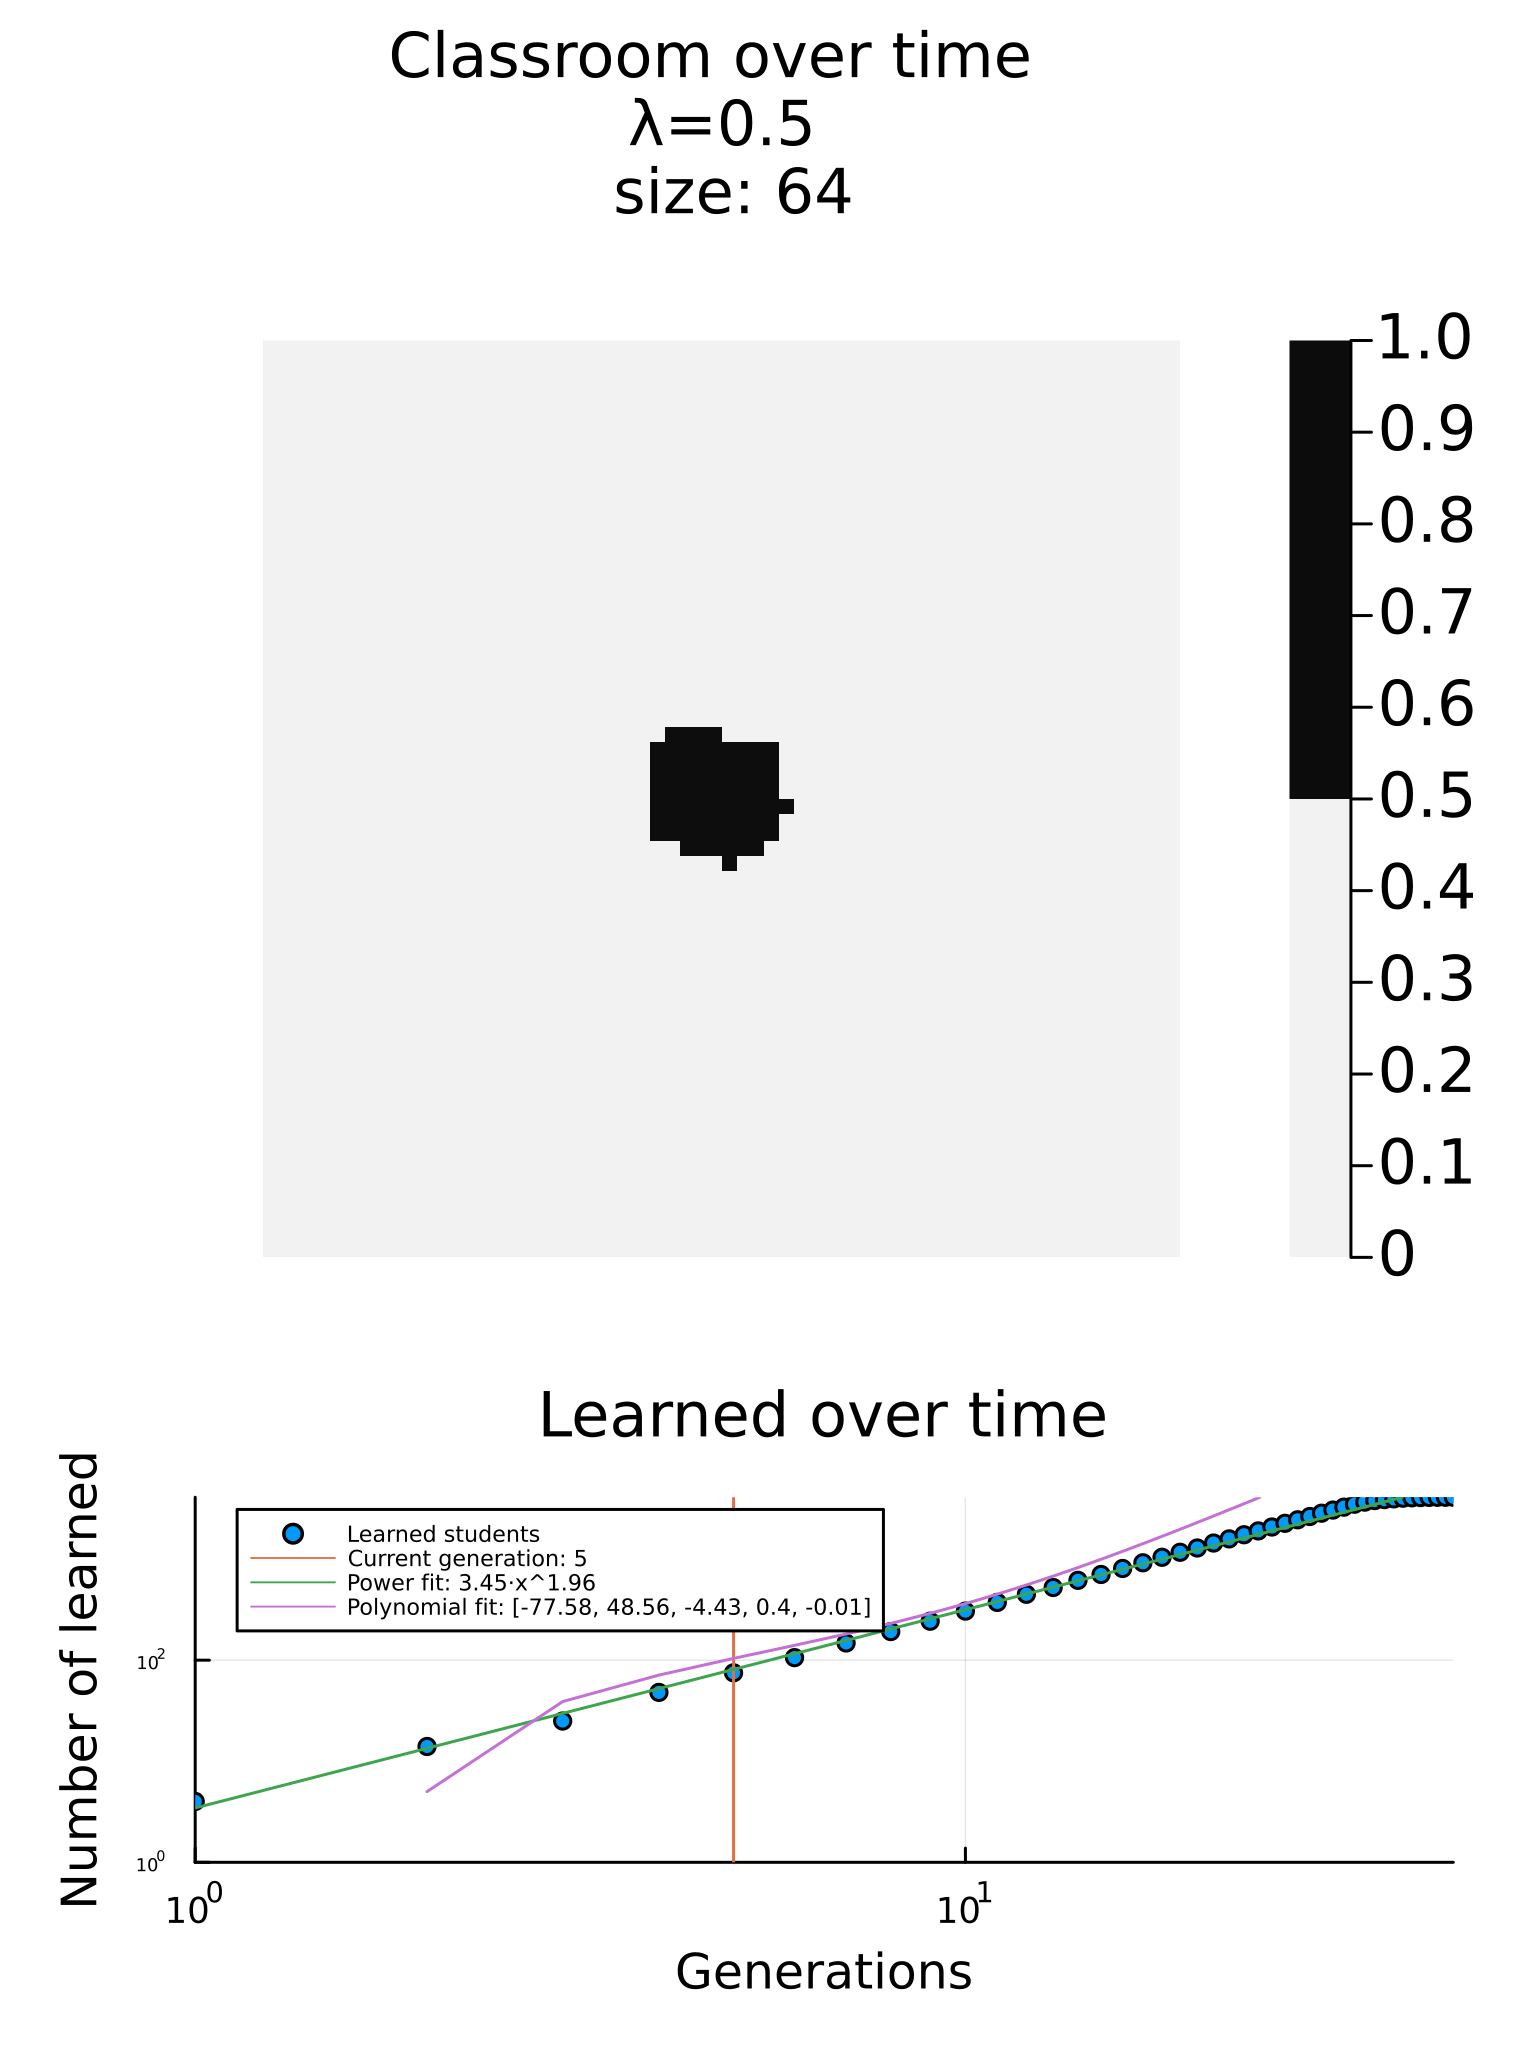 Classroom over time
λ=0.5
size: 64
1.0
0.9
0.8
0.7
0.6
0.5
0.4
0.3
0.2
0.1
0
Learned over time
Number of learned
Learned students
Current generation: 5
Power fit: 3.45·x^1.96
Polynomial fit: [-77.58, 48.56, -4.43, 0.4, -0.01]
10²
10⁰
10⁰ 10¹
Generations